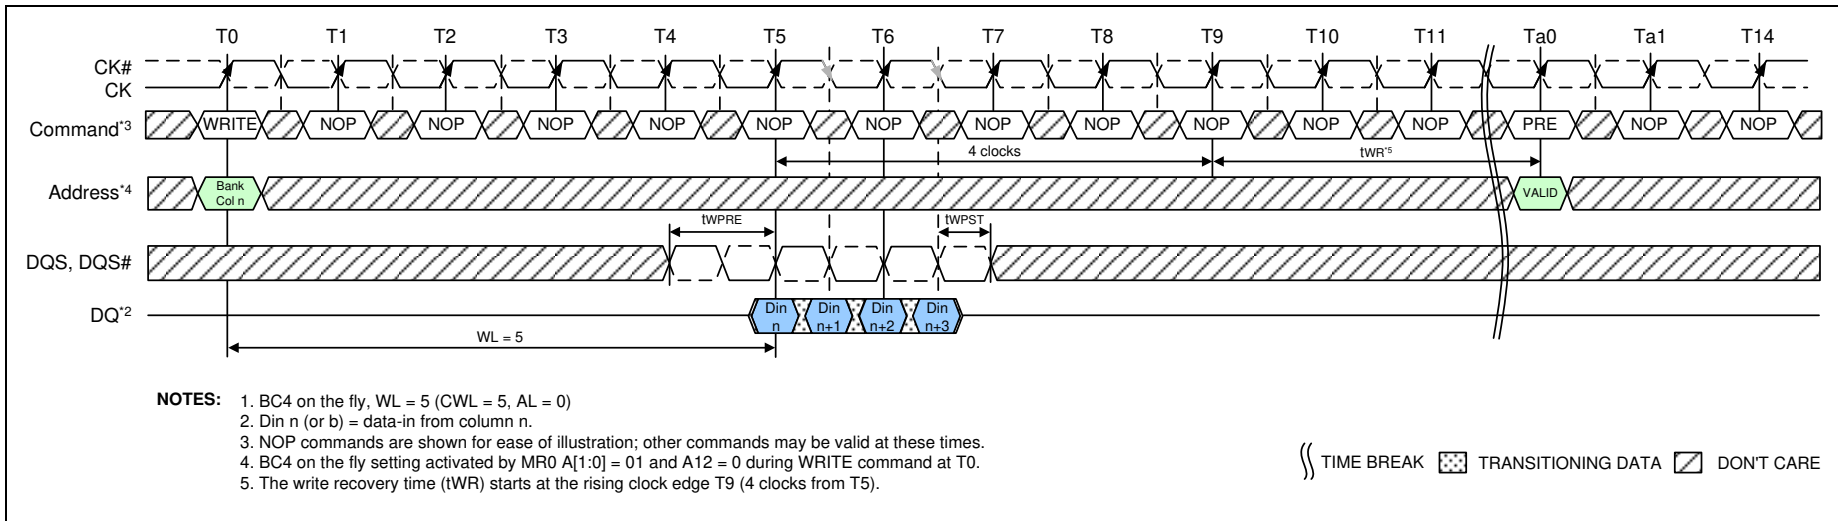 T0 T1 T2 T3 T4 T5 T6 T7 T8 T9 T10 T11 Ta0 Ta1 T14
CK#
CK
Command*3 WRITE NOP NOP NOP NOP NOP NOP NOP NOP NOP NOP NOP PRE NOP NOP
4 clocks tWR*5
Address*4 Bank Col n VALID
tWPRE tWPST
DQS, DQS#
DQ*2 Din n Din n+1 Din n+2 Din n+3
WL = 5
NOTES: 1. BC4 on the fly, WL = 5 (CWL = 5, AL = 0)
2. Din n (or b) = data-in from column n.
3. NOP commands are shown for ease of illustration; other commands may be valid at these times.
4. BC4 on the fly setting activated by MR0 A[1:0] = 01 and A12 = 0 during WRITE command at T0.
5. The write recovery time (tWR) starts at the rising clock edge T9 (4 clocks from T5).
TIME BREAK TRANSITIONING DATA DON'T CARE